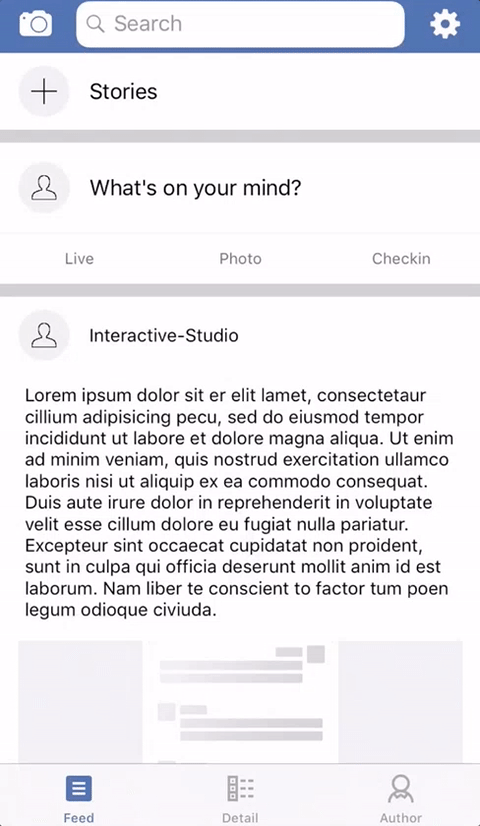 Search
Stories
What's on your mind?
Live Photo Checkin
Interactive-Studio
Lorem ipsum dolor sit er elit lamet, consectetaur
cillium adipisicing pecu, sed do eiusmod tempor
incididunt ut labore et dolore magna aliqua. Ut enim
ad minim veniam, quis nostrud exercitation ullamco
laboris nisi ut aliquip ex ea commodo consequat.
Duis aute irure dolor in reprehenderit in voluptate
velit esse cillum dolore eu fugiat nulla pariatur.
Excepteur sint occaecat cupidatat non proident,
sunt in culpa qui officia deserunt mollit anim id est
laborum. Nam liber te conscient to factor tum poen
legum odioque civiuda.
Feed Detail Author